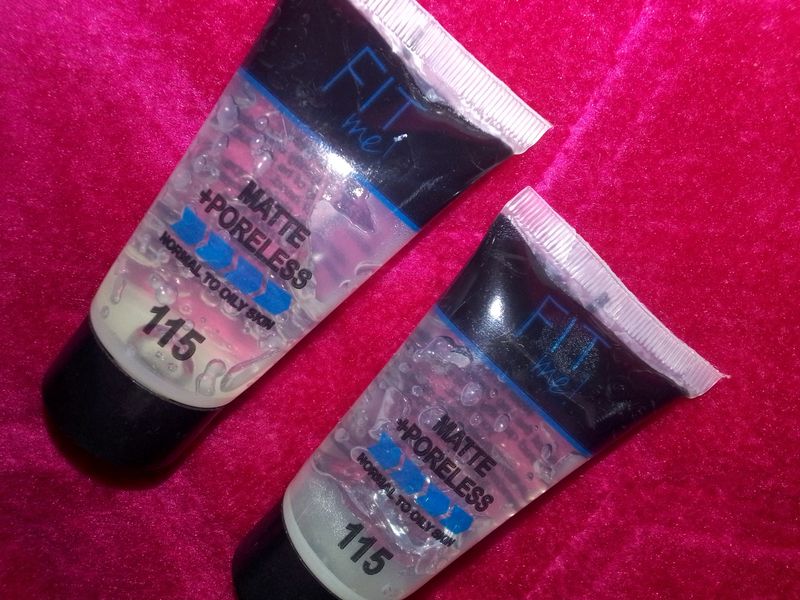 FIT
me!
MATTE
+PORELESS
NORMAL TO OILY SKIN
115
FIT
me!
MATTE
+PORELESS
NORMAL TO OILY SKIN
115